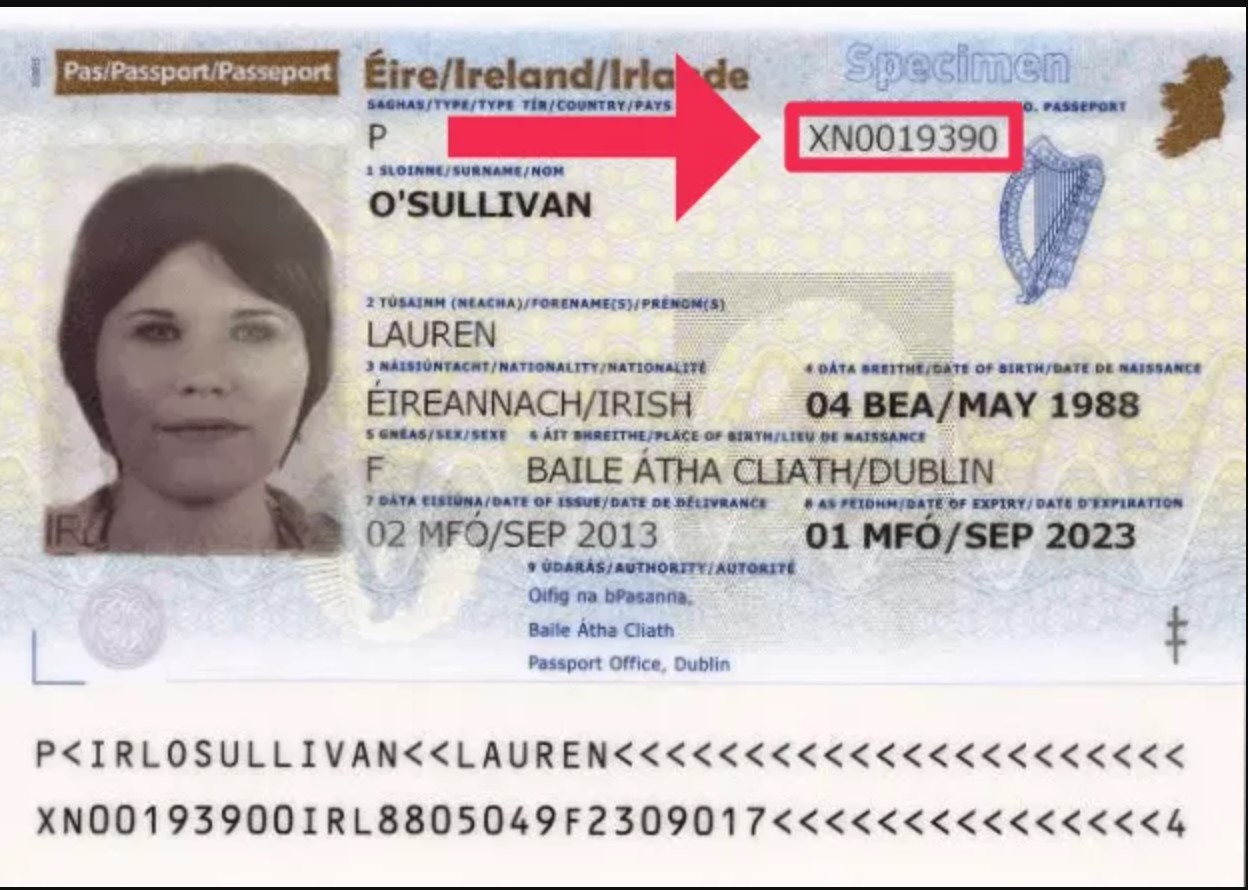 Pas/Passport/Passeport
Éire/Ireland/Irlande
Specimen
SAGHAS/TYPE/TYPE TÍR/COUNTRY/PAYS
O. PASSEPORT
P
XN0019390
1 SLOINNE/SURNAME/NOM
O'SULLIVAN
2 TÚSAINM (NEACHA)/FORENAME(S)/PRÉNOM(S)
LAUREN
3 NÁISIÚNTACHT/NATIONALITY/NATIONALITÉ
4 DÁTA BREITHE/DATE OF BIRTH/DATE DE NAISSANCE
ÉIREANNACH/IRISH
04 BEA/MAY 1988
5 GNÉAS/SEX/SEXE
6 ÁIT BHREITHE/PLACE OF BIRTH/LIEU DE NAISSANCE
F
BAILE ÁTHA CLIATH/DUBLIN
7 DÁTA EISIÚNA/DATE OF ISSUE/DATE DE DÉLIVRANCE
8 AS FEIDHM/DATE OF EXPIRY/DATE D'EXPIRATION
02 MFÓ/SEP 2013
01 MFÓ/SEP 2023
9 ÚDARÁS/AUTHORITY/AUTORITÉ
Oifig na bPasanna,
Baile Átha Cliath
Passport Office, Dublin
P<IRLOSULLIVAN<<LAUREN<<<<<<<<<<<<<<<<<<<<<<
XN00193900IRL8805049F2309017<<<<<<<<<<<<<<<4